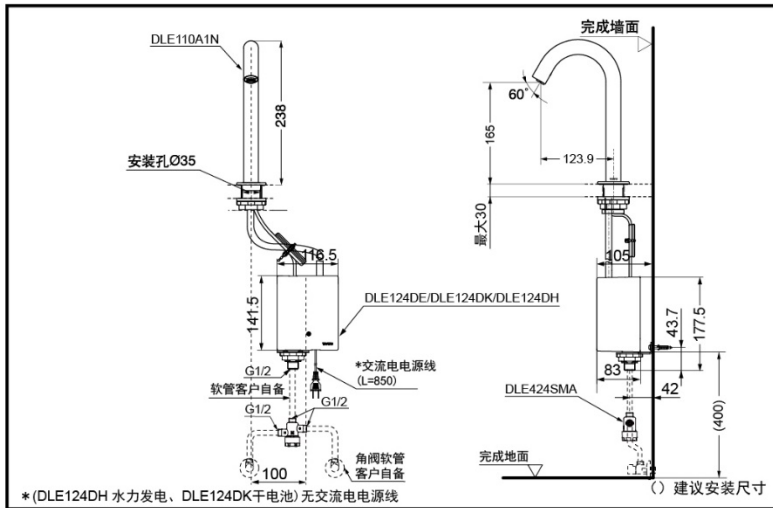 DLE110A1N
238
安装孔Ø35
116.5
141.5
DLE124DE/DLE124DK/DLE124DH
G1/2
*交流电电源线
(L=850)
软管客户自备
G1/2
G1/2
100
角阀软管
客户自备
*(DLE124DH 水力发电、DLE124DK干电池)无交流电电源线
完成墙面
60°
165
123.9
最大30
105
43.7
177.5
83
42
DLE424SMA
(400)
完成地面
() 建议安装尺寸